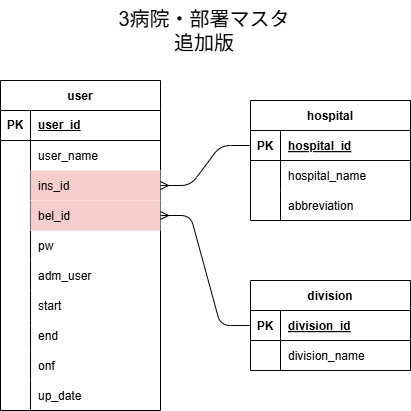 3病院・部署マスタ
追加版
user
PK user_id
user_name
ins_id
bel_id
pw
adm_user
start
end
onf
up_date
hospital
PK hospital_id
hospital_name
abbreviation
division
PK division_id
division_name